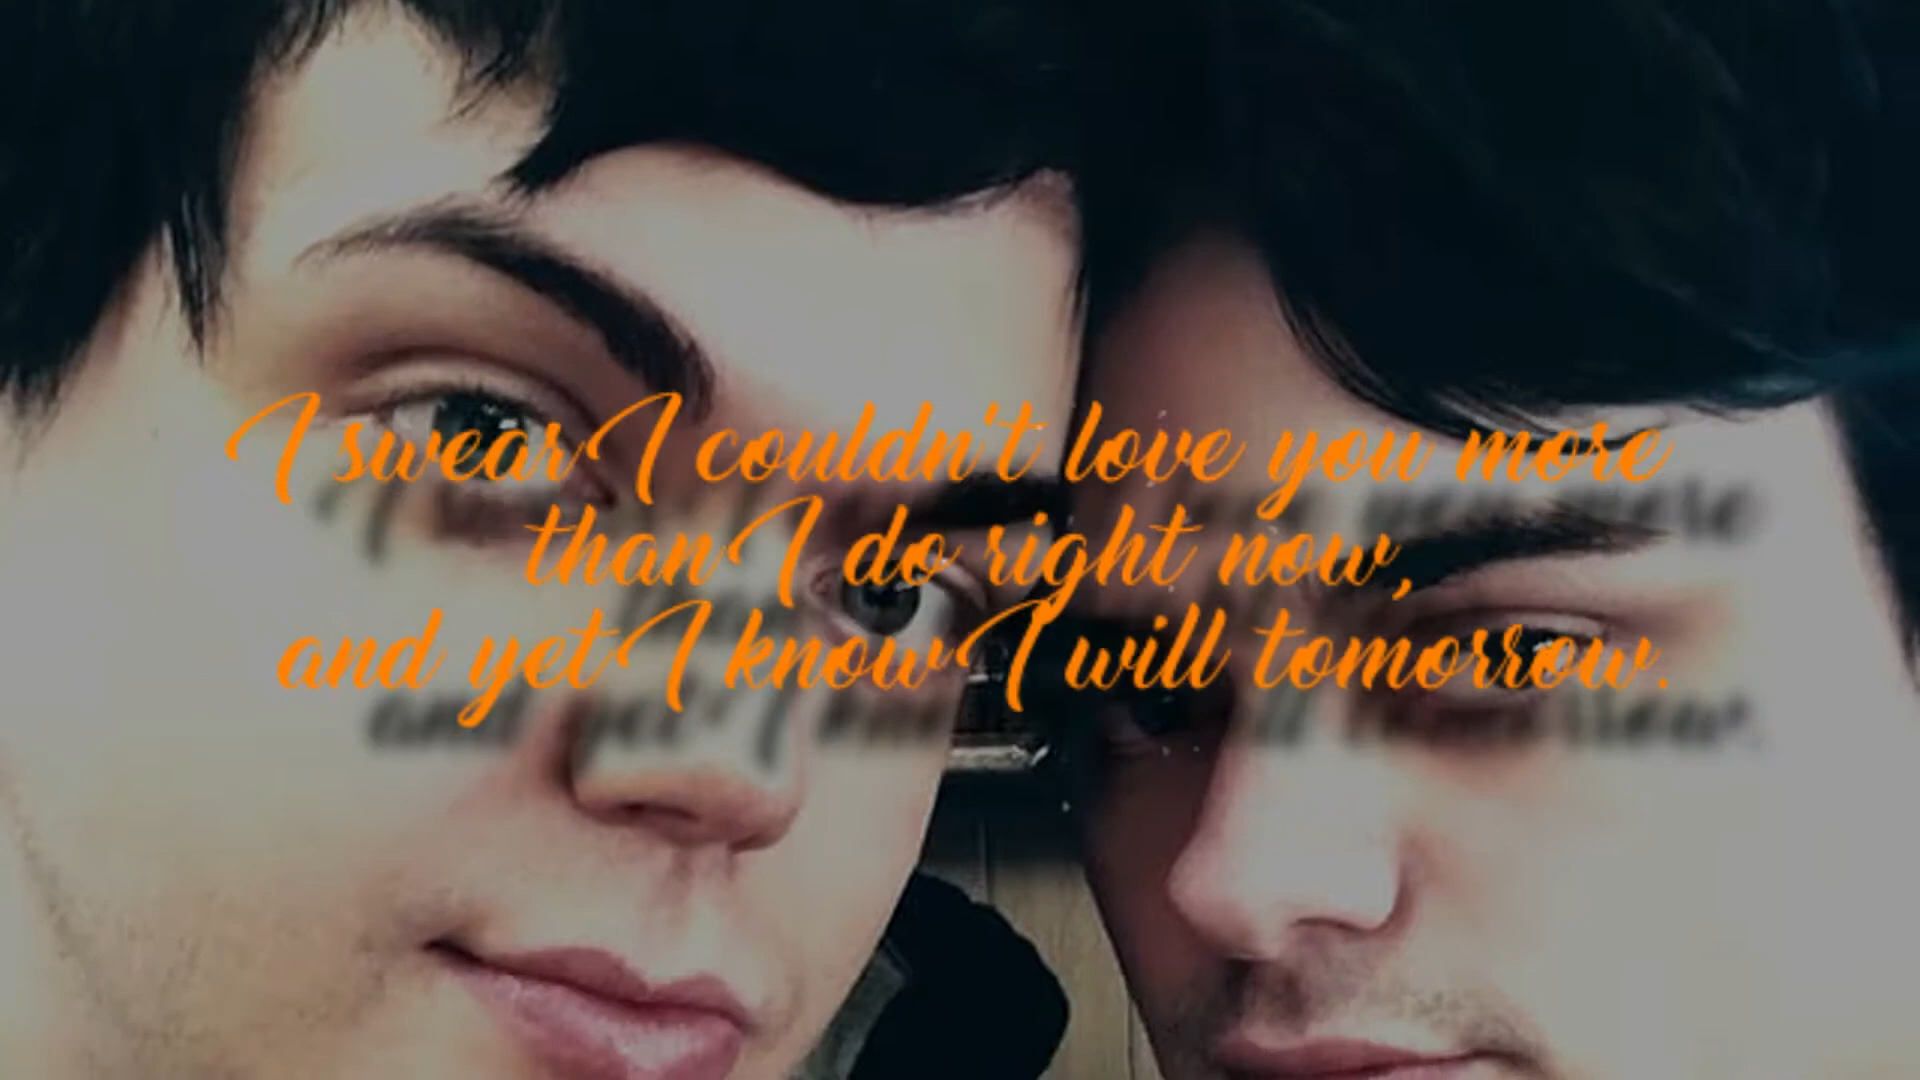 I swear I couldn't love you more
than I do right now,
and yet I know I will tomorrow.